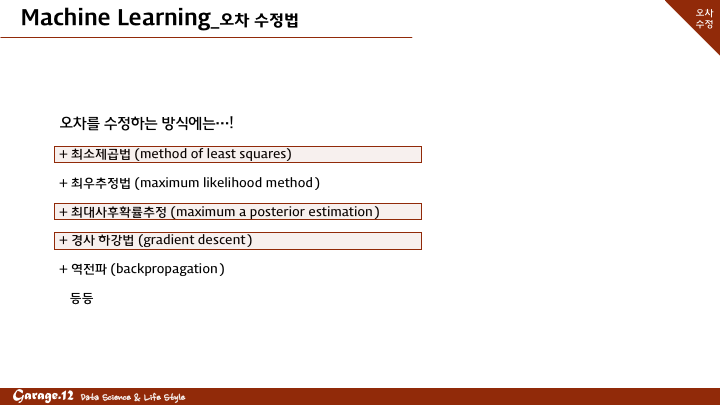 Machine Learning_오차 수정법
오차
수정
오차를 수정하는 방식에는…!
+ 최소제곱법 (method of least squares)
+ 최우추정법 (maximum likelihood method)
+ 최대사후확률추정 (maximum a posterior estimation)
+ 경사 하강법 (gradient descent)
+ 역전파 (backpropagation)
등등
Garage.12 Data Science & Life Style